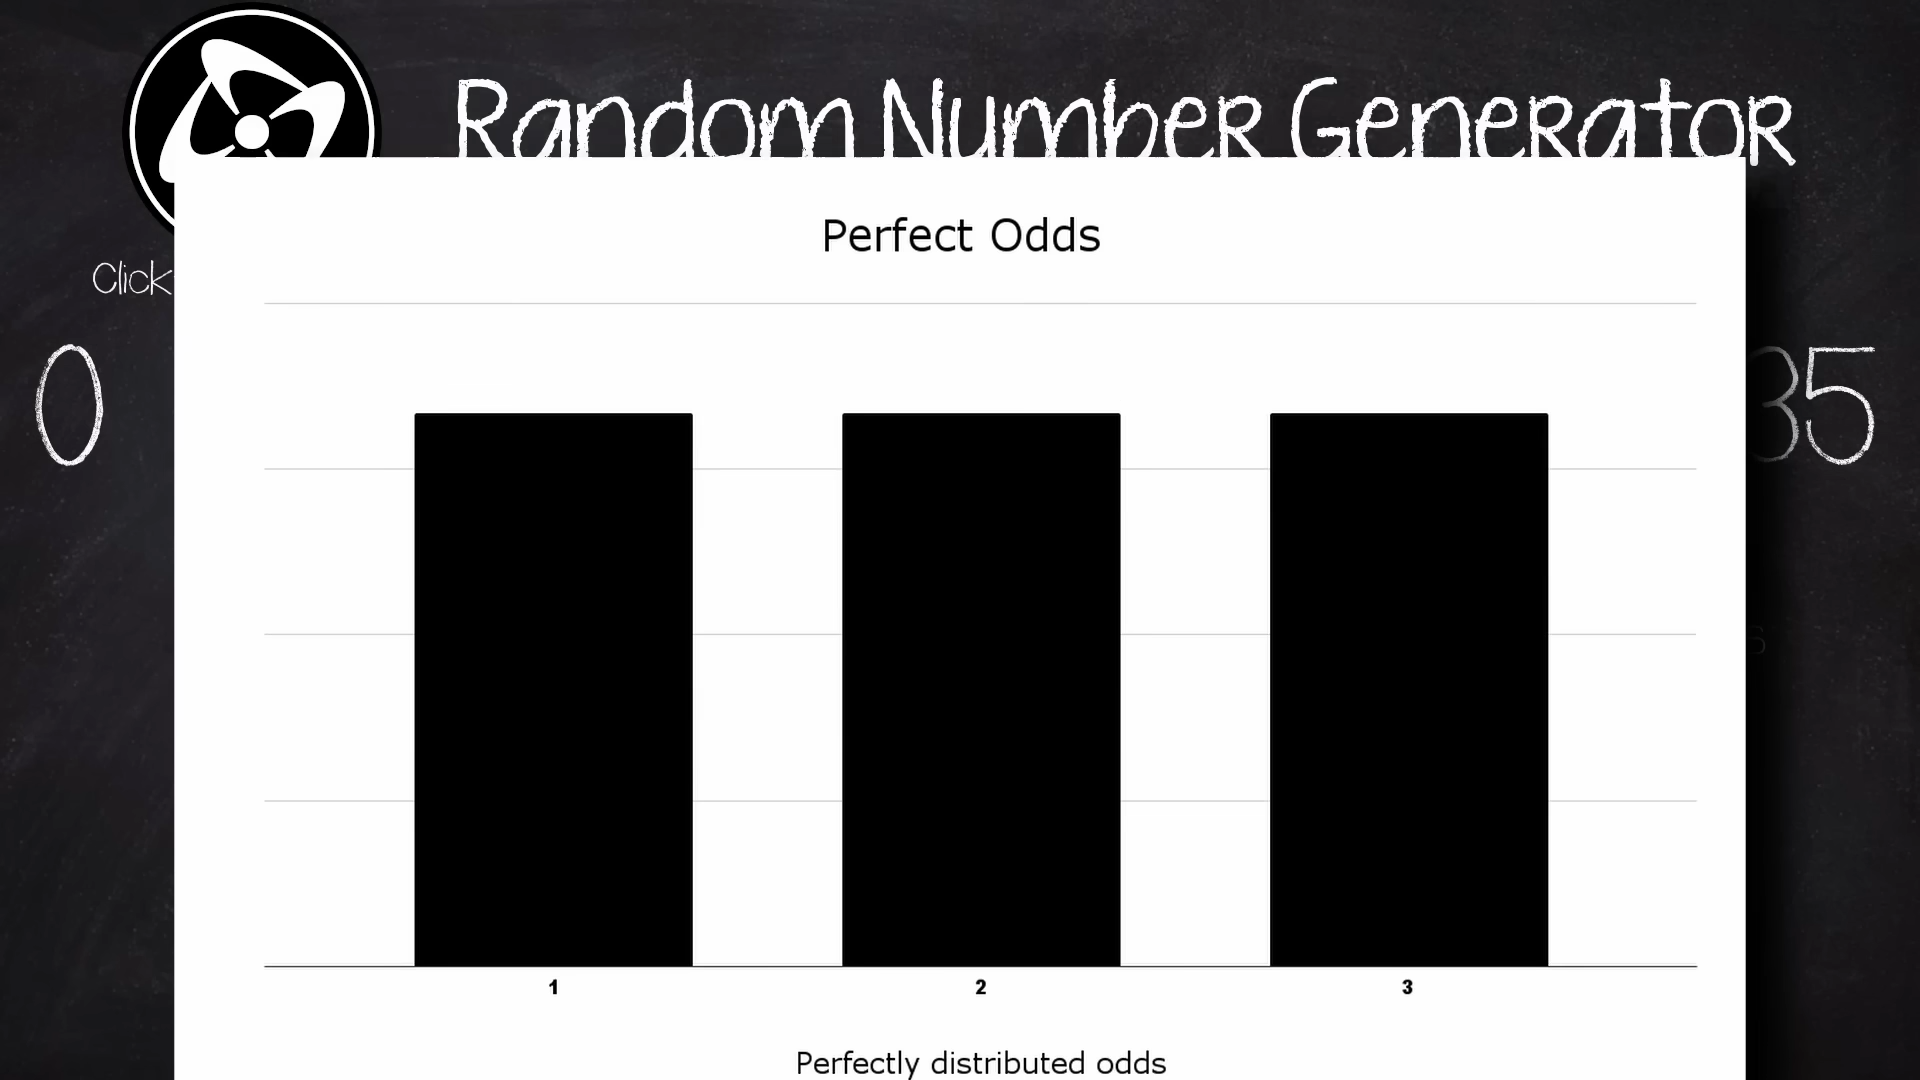 Random Number Generator
Perfect Odds
Click
0
35
1 2 3
Perfectly distributed odds